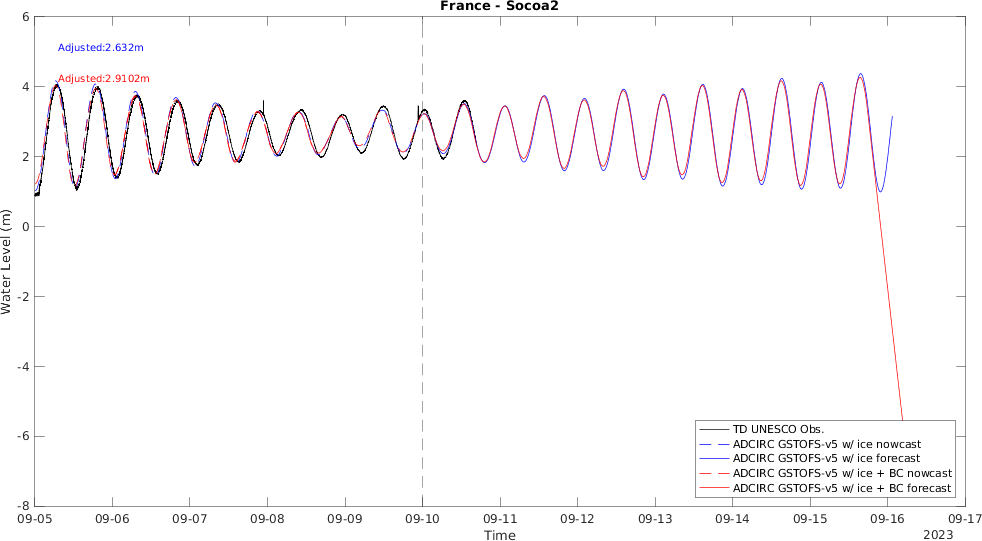 France - Socoa2
Adjusted:2.632m
Adjusted:2.9102m
Water Level (m)
6
4
2
0
-2
-4
-6
-8
TD UNESCO Obs.
ADCIRC GSTOFS-v5 w/ ice nowcast
ADCIRC GSTOFS-v5 w/ ice forecast
ADCIRC GSTOFS-v5 w/ ice + BC nowcast
ADCIRC GSTOFS-v5 w/ ice + BC forecast
09-05 09-06 09-07 09-08 09-09 09-10 09-11 09-12 09-13 09-14 09-15 09-16 09-17
Time
2023